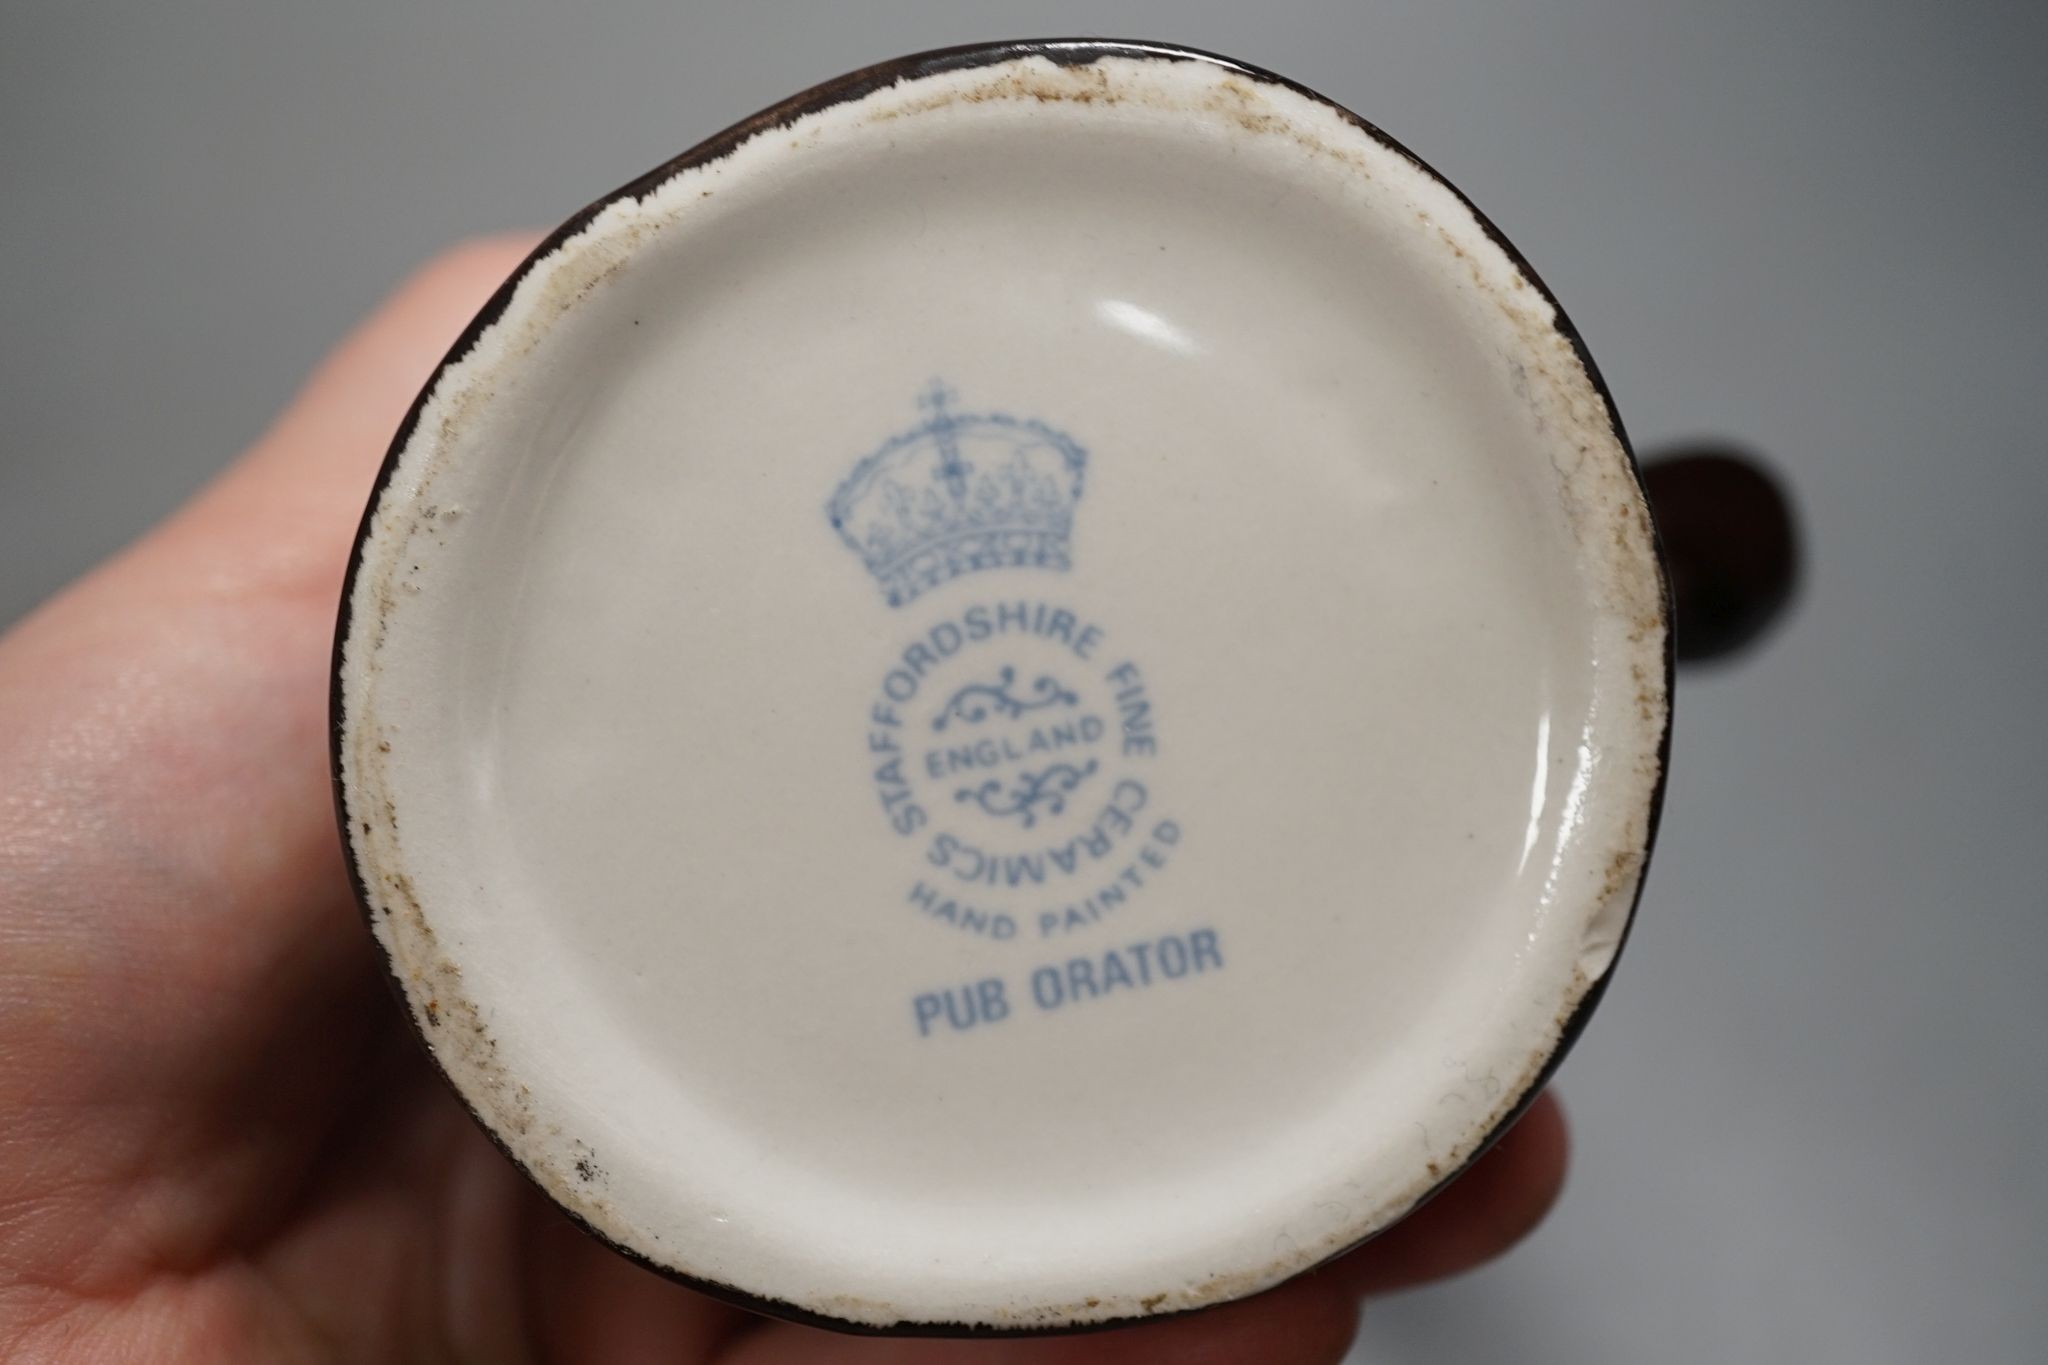 STAFFORDSHIRE FINE CERAMICS
ENGLAND
HAND PAINTED
PUB ORATOR